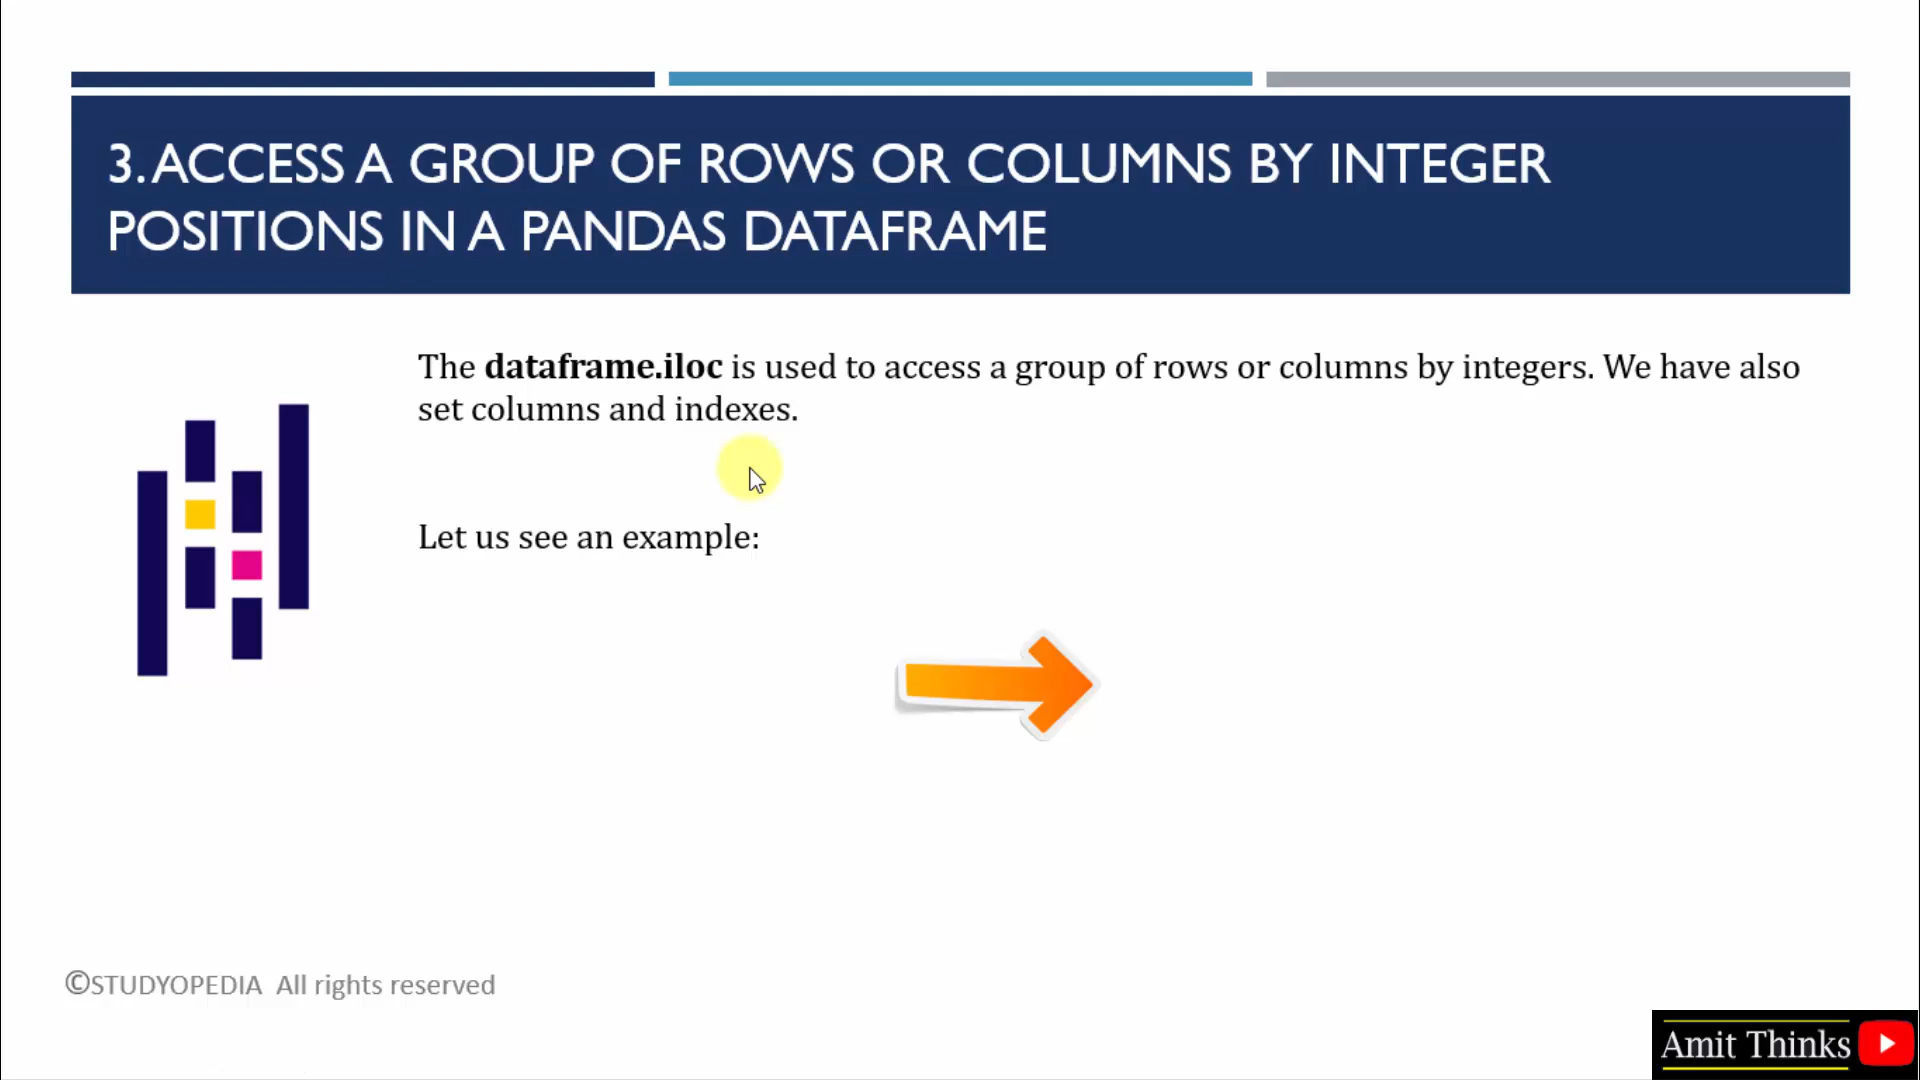 3. ACCESS A GROUP OF ROWS OR COLUMNS BY INTEGER
POSITIONS IN A PANDAS DATAFRAME
The dataframe.iloc is used to access a group of rows or columns by integers. We have also
set columns and indexes.
Let us see an example:
©STUDYOPEDIA All rights reserved
Amit Thinks